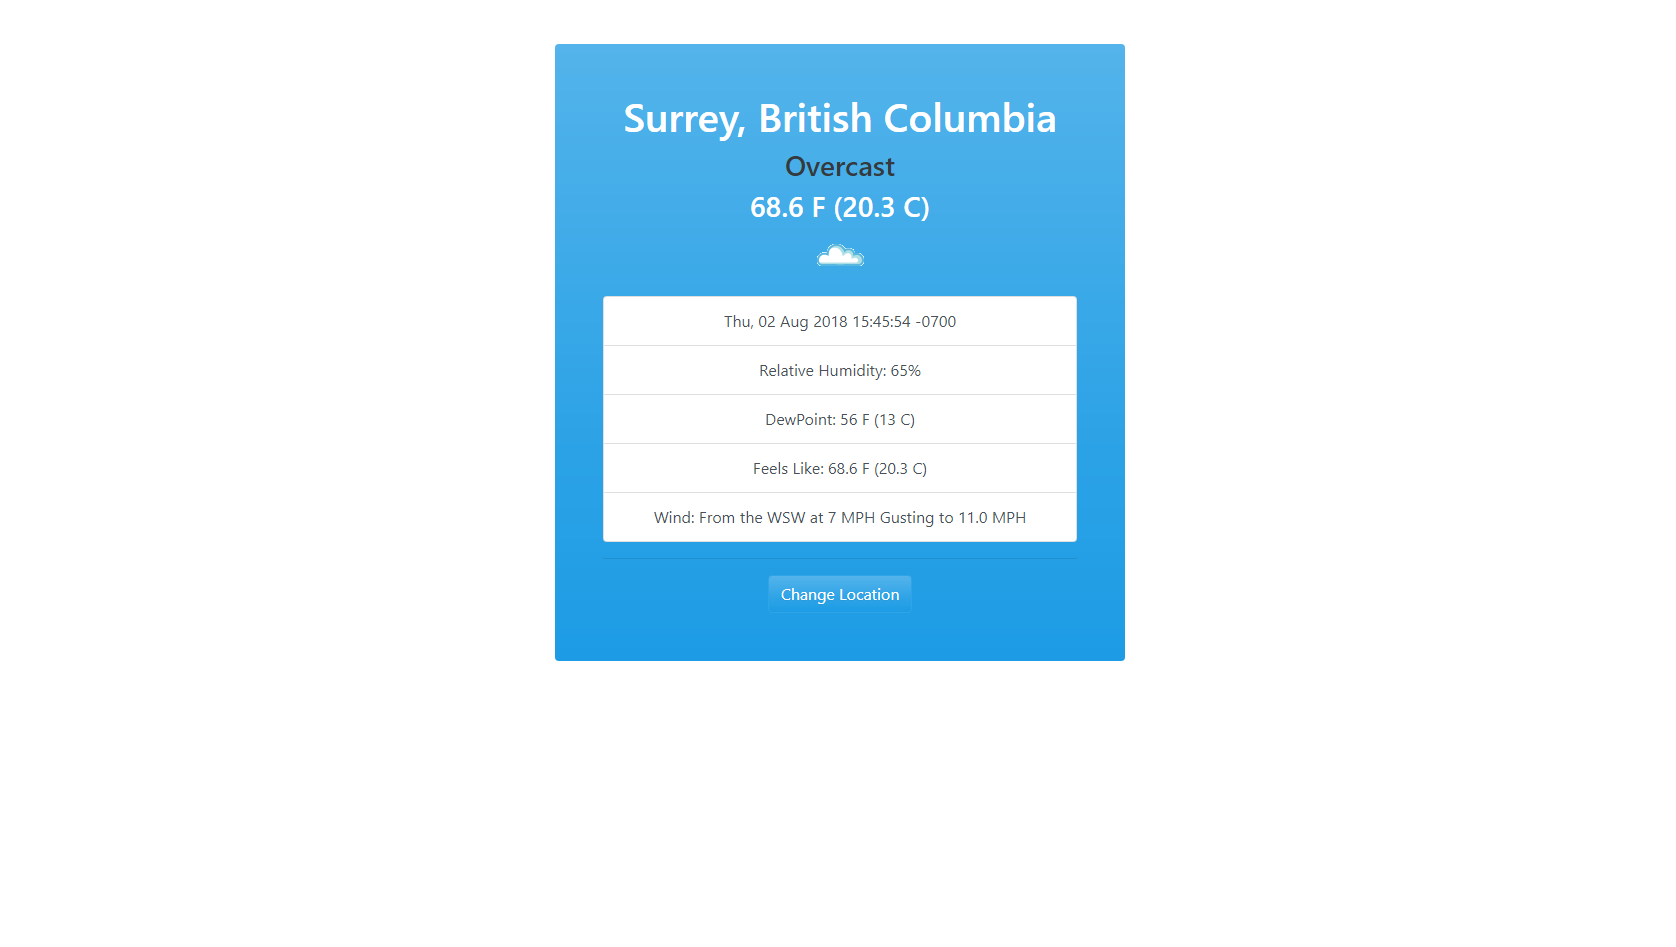 Surrey, British Columbia
Overcast
68.6 F (20.3 C)
Thu, 02 Aug 2018 15:45:54 -0700
Relative Humidity: 65%
DewPoint: 56 F (13 C)
Feels Like: 68.6 F (20.3 C)
Wind: From the WSW at 7 MPH Gusting to 11.0 MPH
Change Location